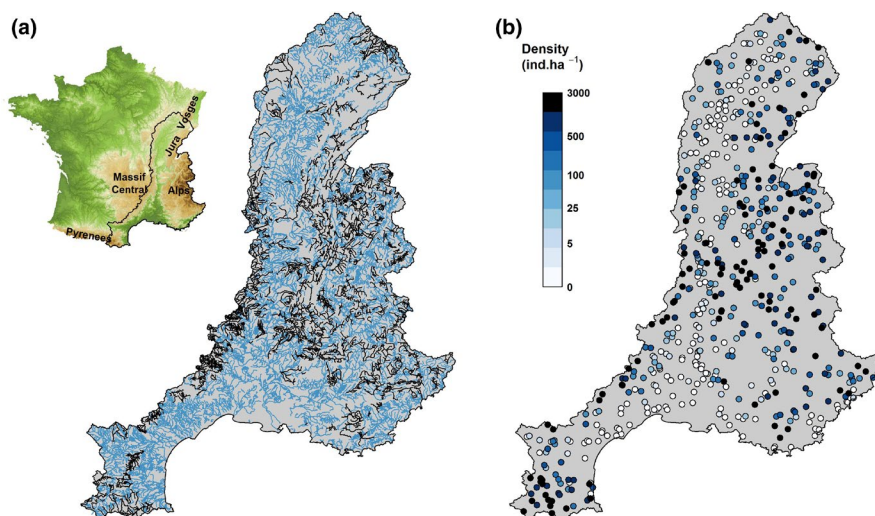 (a)
Vosges
Jura
Massif
Central
Alps
Pyrenees
(b)
Density
(ind.ha ⁻¹)
3000
500
100
25
5
0